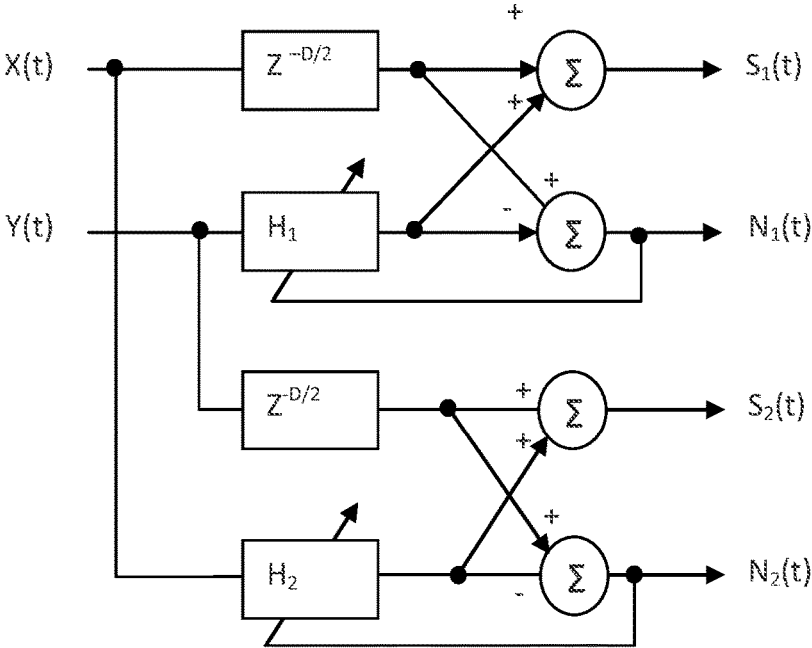 +
X(t) Z⁻ᴰ/² Σ S₁(t)
+
+
Y(t) H₁ - Σ N₁(t)
Z⁻ᴰ/² + Σ S₂(t)
+
+
H₂ Σ N₂(t)
-